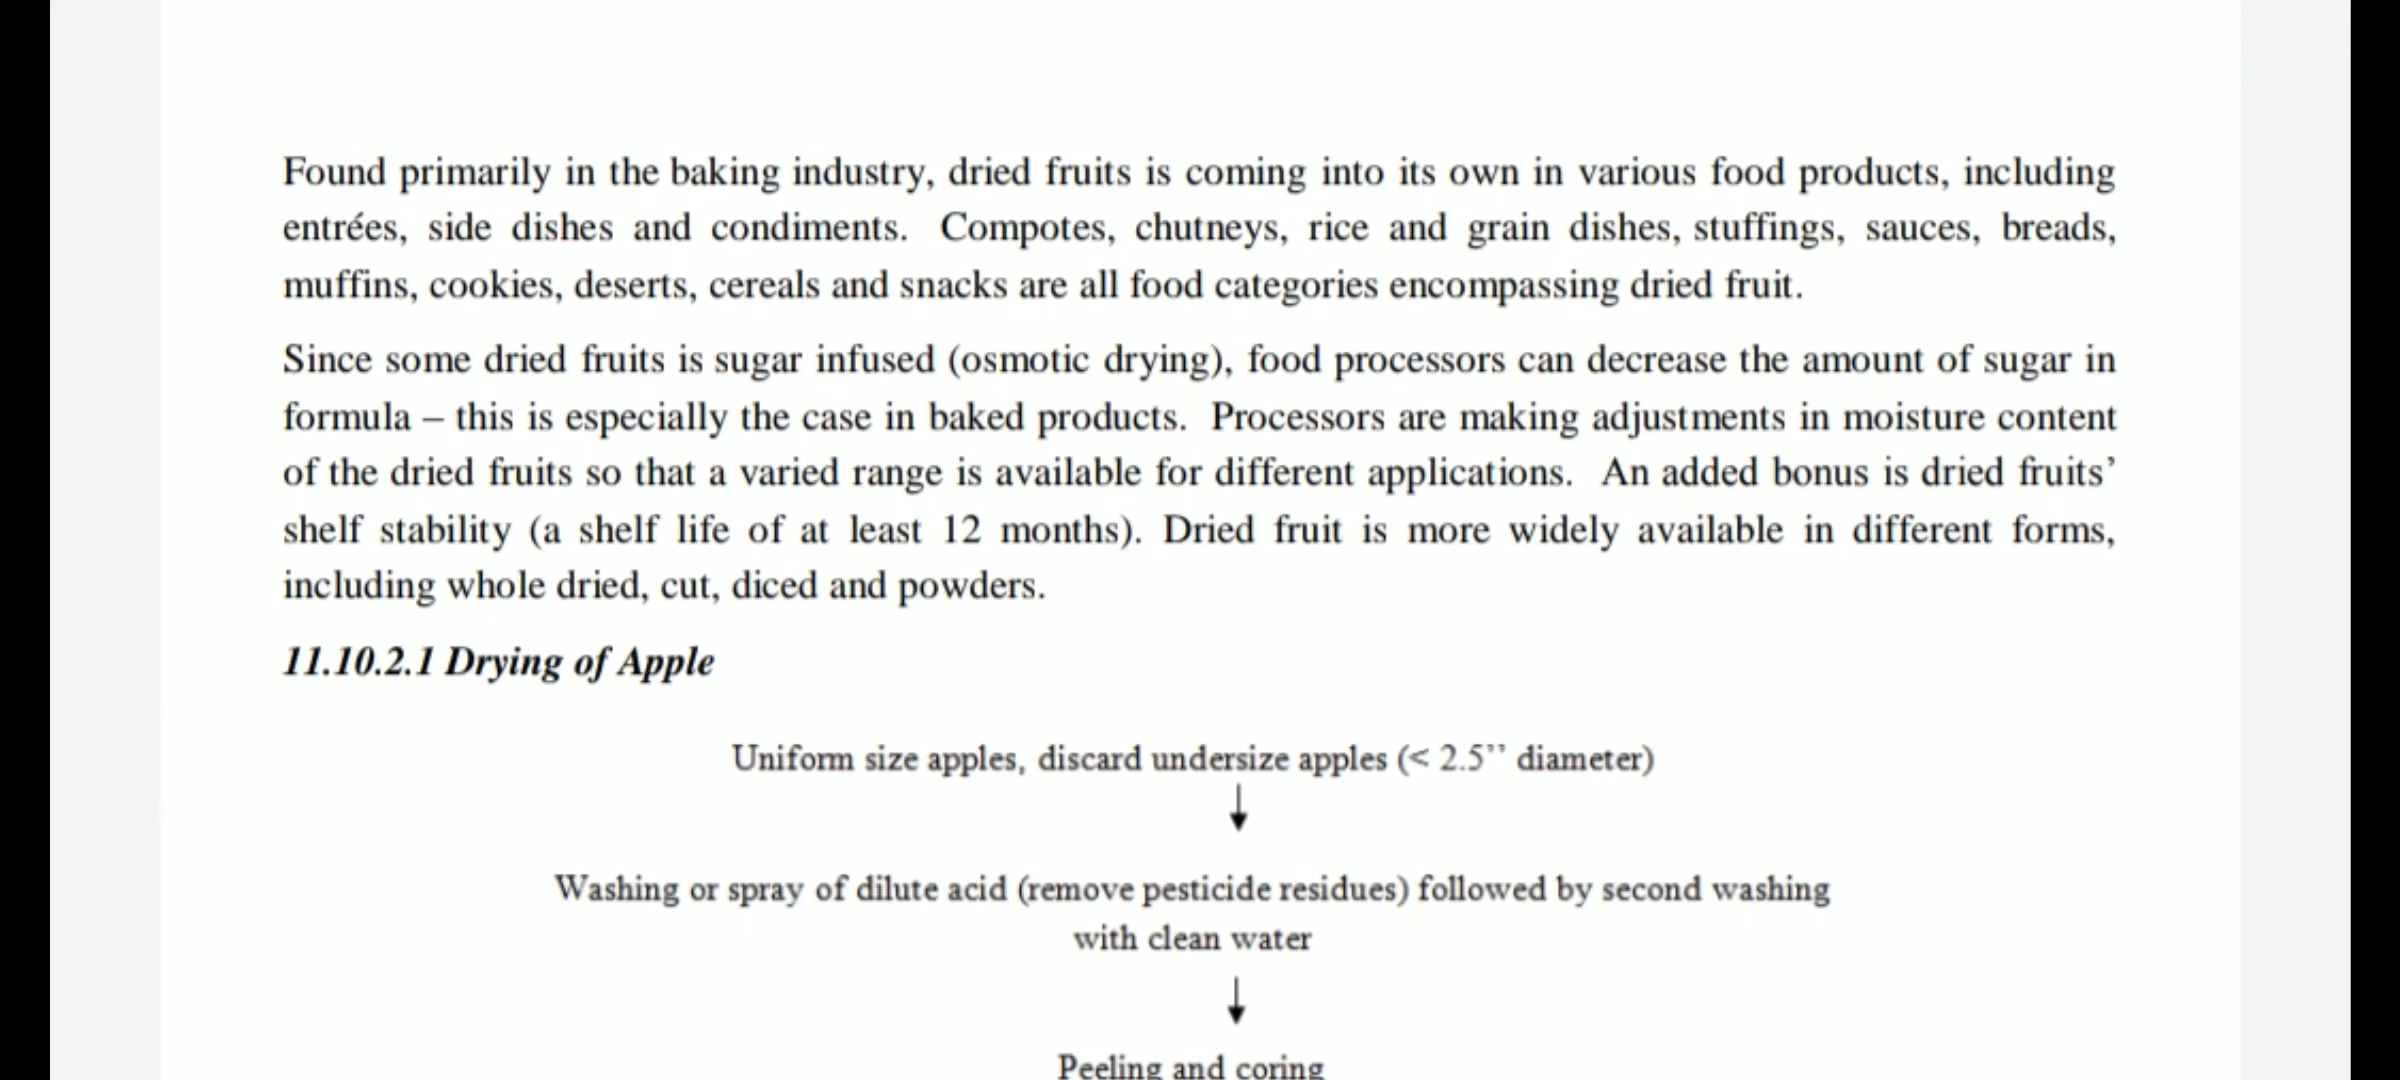 Found primarily in the baking industry, dried fruits is coming into its own in various food products, including
entrées, side dishes and condiments. Compotes, chutneys, rice and grain dishes, stuffings, sauces, breads,
muffins, cookies, deserts, cereals and snacks are all food categories encompassing dried fruit.
Since some dried fruits is sugar infused (osmotic drying), food processors can decrease the amount of sugar in
formula – this is especially the case in baked products. Processors are making adjustments in moisture content
of the dried fruits so that a varied range is available for different applications. An added bonus is dried fruits’
shelf stability (a shelf life of at least 12 months). Dried fruit is more widely available in different forms,
including whole dried, cut, diced and powders.
11.10.2.1 Drying of Apple
Uniform size apples, discard undersize apples (< 2.5’’ diameter)
Washing or spray of dilute acid (remove pesticide residues) followed by second washing
with clean water
Peeling and coring